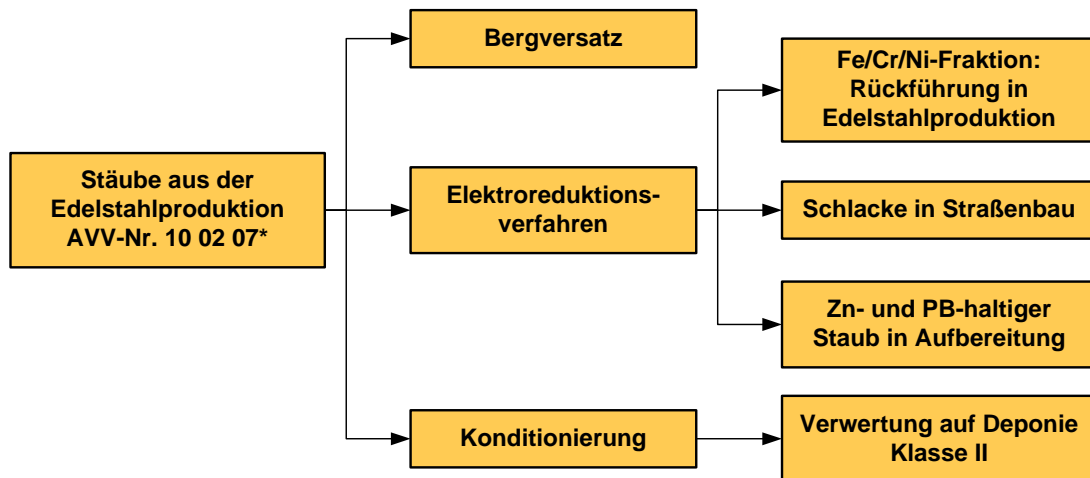 Stäube aus der
Edelstahlproduktion
AVV-Nr. 10 02 07*
Bergversatz
Elektroreduktions-
verfahren
Konditionierung
Fe/Cr/Ni-Fraktion:
Rückführung in
Edelstahlproduktion
Schlacke in Straßenbau
Zn- und PB-haltiger
Staub in Aufbereitung
Verwertung auf Deponie
Klasse II